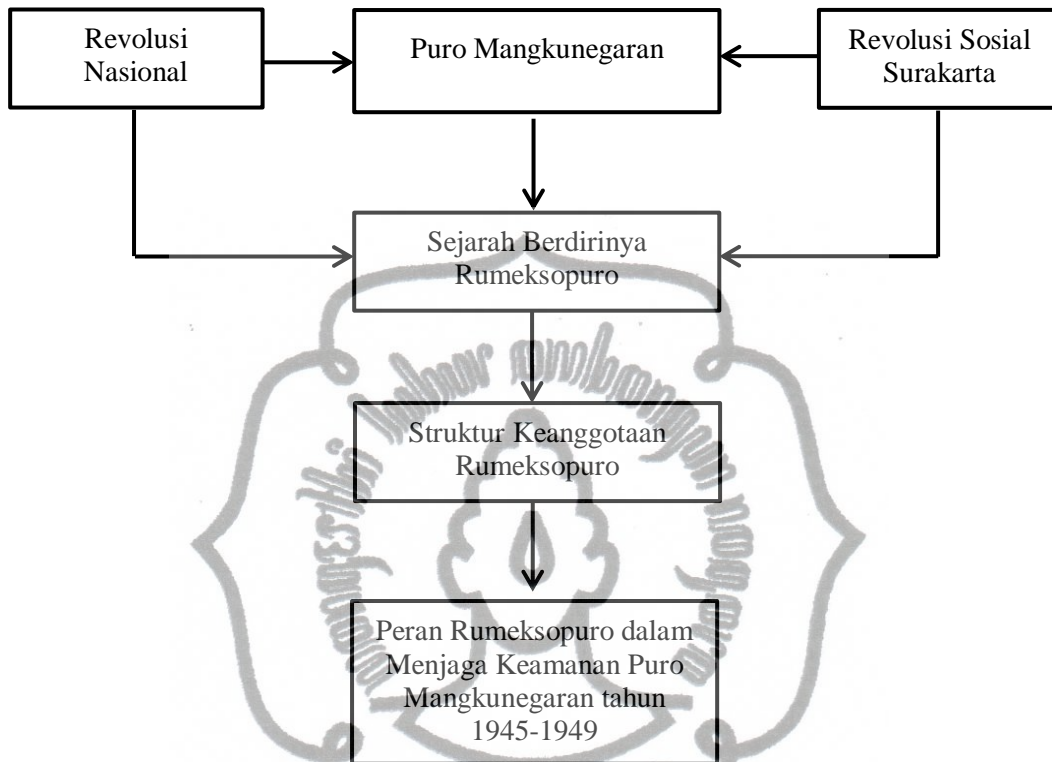 Revolusi
Nasional
Puro Mangkunegaran
Revolusi Sosial
Surakarta
Sejarah Berdirinya
Rumeksopuro
Struktur Keanggotaan
Rumeksopuro
Peran Rumeksopuro dalam
Menjaga Keamanan Puro
Mangkunegaran tahun
1945-1949